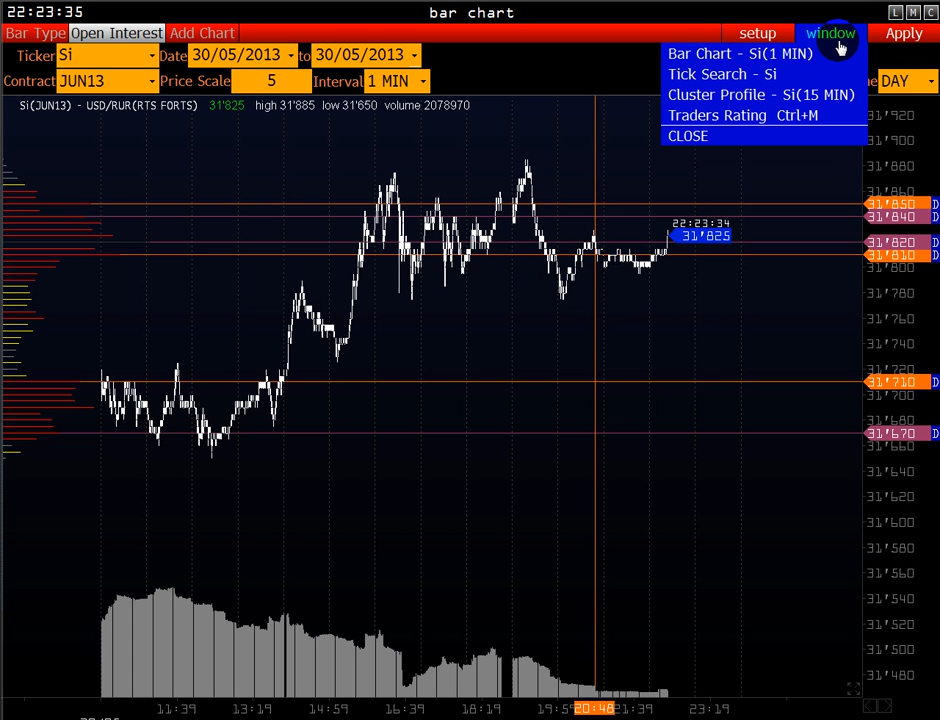 22:23:35
bar chart
L M C
Bar Type Open Interest Add Chart
setup window Apply
Ticker Si Date 30/05/2013 to 30/05/2013
Contract JUN13 Price Scale 5 Interval 1 MIN
DAY
Bar Chart - Si(1 MIN)
Tick Search - Si
Cluster Profile - Si(15 MIN)
Traders Rating Ctrl+M
CLOSE
Si(JUN13) - USD/RUR(RTS FORTS) 31'825 high 31'885 low 31'650 volume 2078970
31'920
31'900
31'880
31'860
31'850 D
31'840 D
22:23:34
31'825
31'820 D
31'810 D
31'800
31'780
31'760
31'740
31'720
31'710 D
31'680
31'670 D
31'640
31'620
31'600
31'580
31'560
31'540
31'520
31'500
31'480
11:39 13:19 14:59 16:39 18:19 19:59 20:48 21:39 23:19